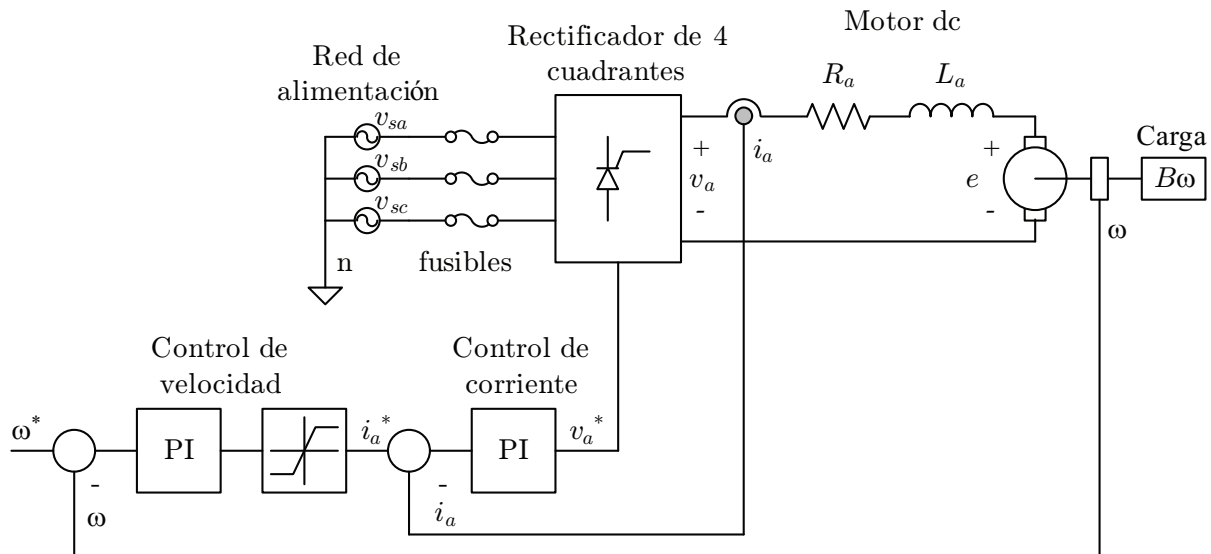 Motor dc
Rectificador de 4
cuadrantes
Red de
alimentación
R_a
L_a
v_sa
v_sb
v_sc
+
v_a
-
i_a
+
e
-
Carga
Bω
ω
n
fusibles
Control de
velocidad
Control de
corriente
ω*
PI
i_a*
PI
v_a*
-
ω
-
i_a